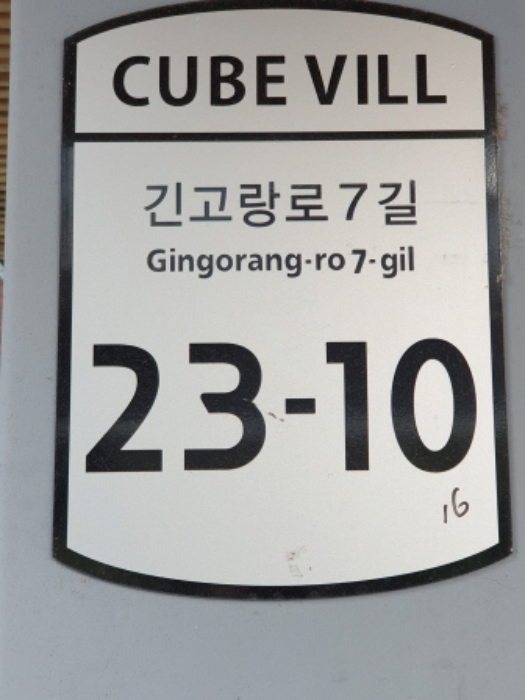 CUBE VILL
긴고랑로 7길
Gingorang-ro 7-gil
23-10
16